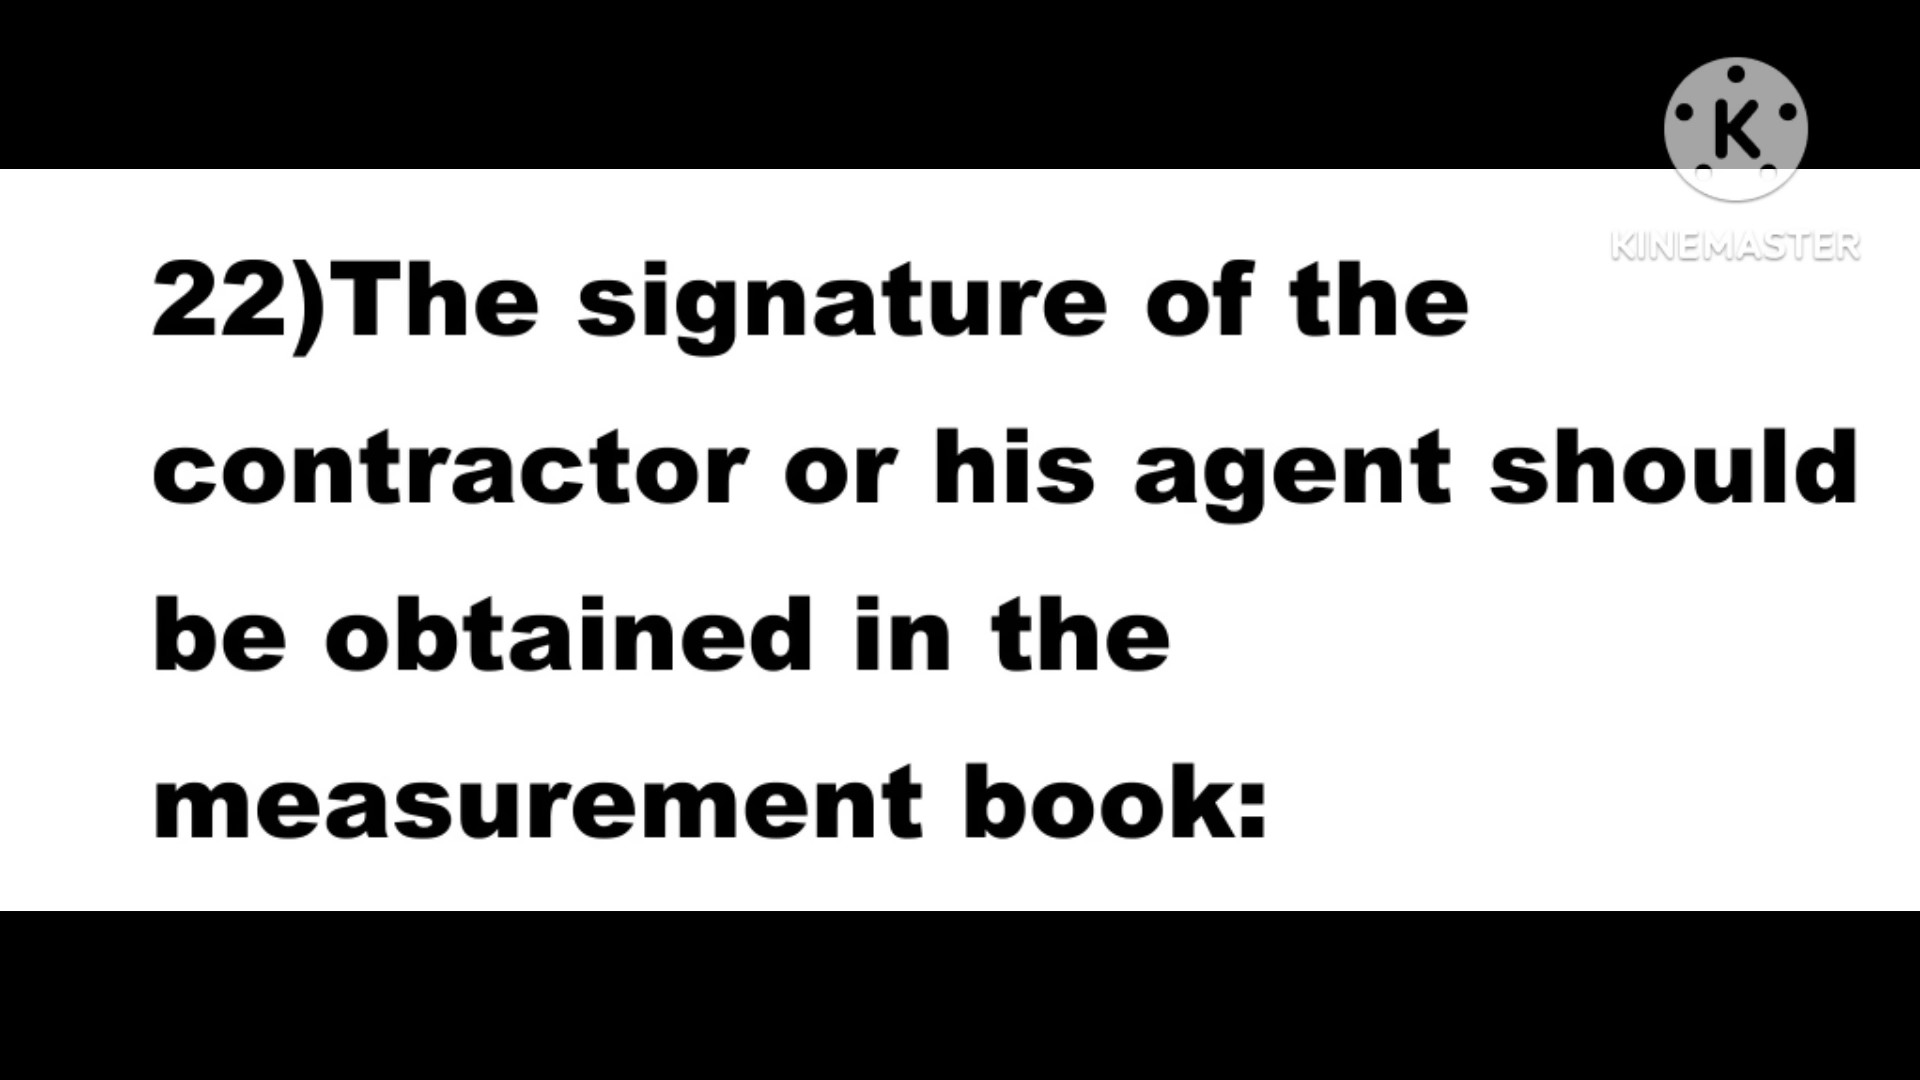 K
KINEMASTER
22)The signature of the
contractor or his agent should
be obtained in the
measurement book: